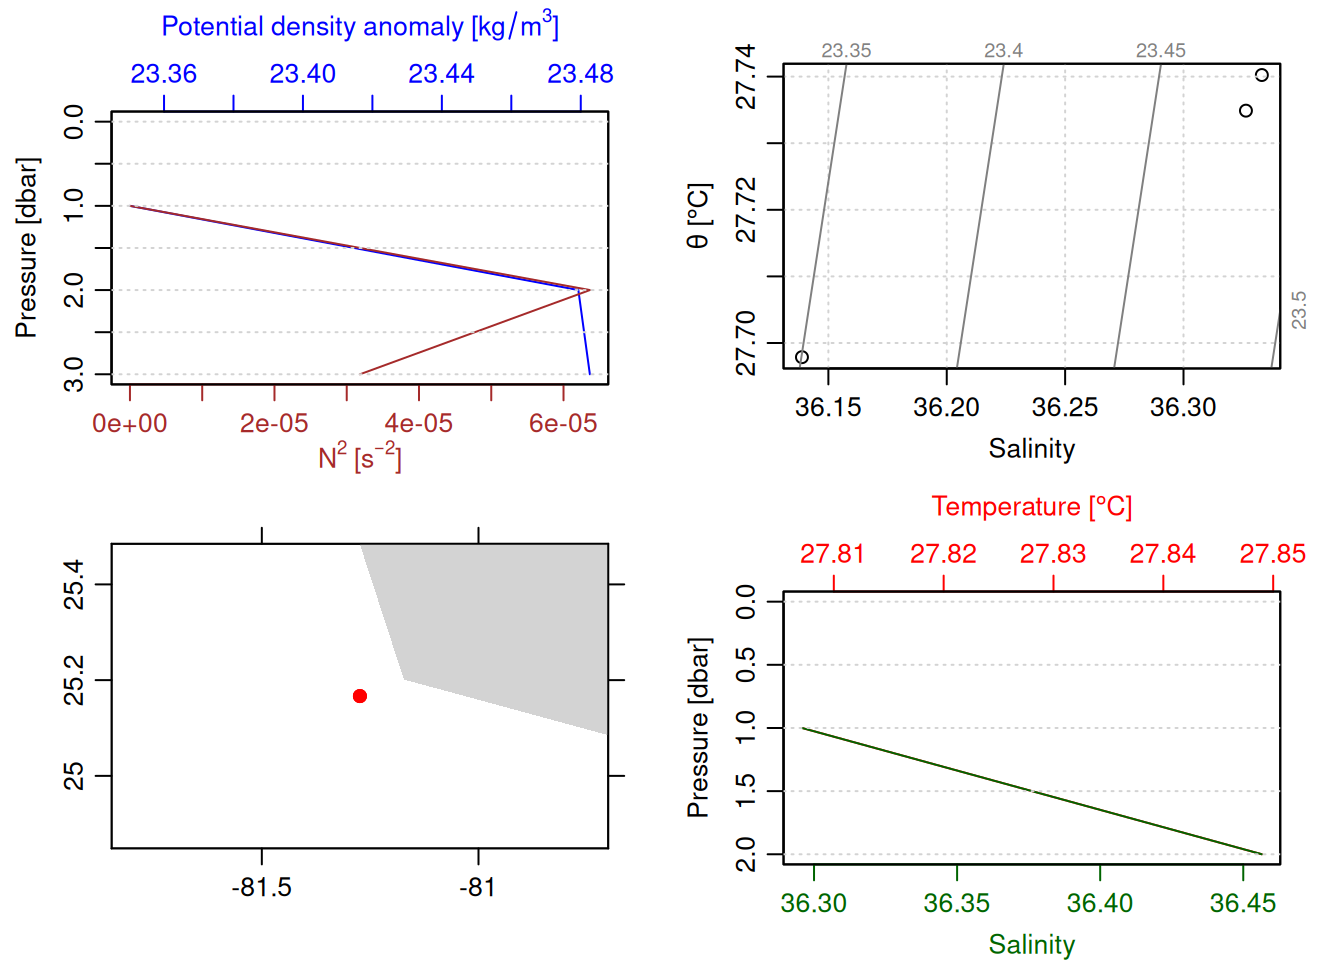 Potential density anomaly [kg/m³]
23.36 23.40 23.44 23.48
Pressure [dbar]
0.0 1.0 2.0 3.0
0e+00 2e-05 4e-05 6e-05
N² [s⁻²]
23.35 23.4 23.45
23.5
θ [°C]
27.74 27.72 27.70
36.15 36.20 36.25 36.30
Salinity
25.4 25.2 25
-81.5 -81
Temperature [°C]
27.81 27.82 27.83 27.84 27.85
Pressure [dbar]
0.0 0.5 1.0 1.5 2.0
36.30 36.35 36.40 36.45
Salinity